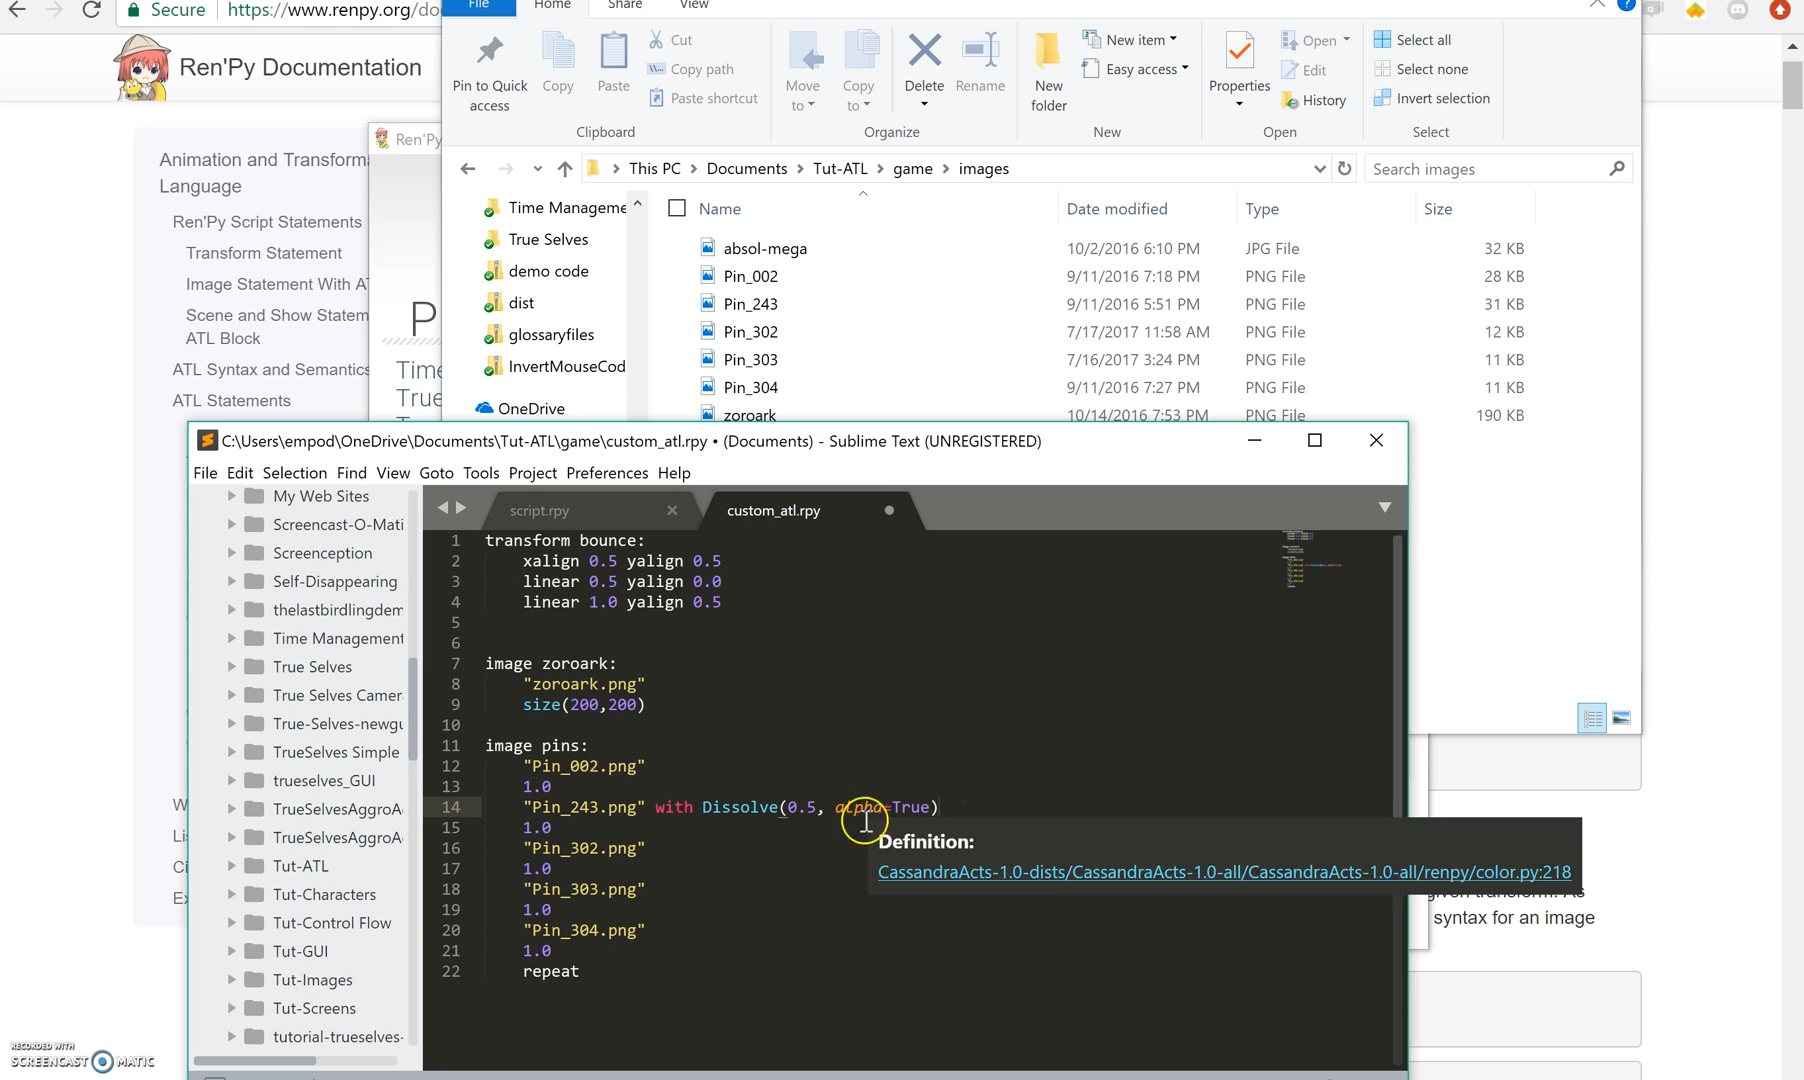 Secure
https://www.renpy.org/do
File
Home
Share
View
Ren'Py Documentation
Pin to Quick access
Copy
Paste
Cut
Copy path
Paste shortcut
Clipboard
Move to
Copy to
Delete
Rename
Organize
New folder
New item
Easy access
New
Properties
Open
Edit
History
Open
Select all
Select none
Invert selection
Select
This PC
Documents
Tut-ATL
game
images
Search images
Animation and Transforma
Language
Ren'Py Script Statements
Transform Statement
Image Statement With AT
Scene and Show Statem
ATL Block
ATL Syntax and Semantics
ATL Statements
Ren'Py
P
Time
True
Time Manageme
True Selves
demo code
dist
glossaryfiles
InvertMouseCod
OneDrive
Name Date modified Type Size
absol-mega 10/2/2016 6:10 PM JPG File 32 KB
Pin_002 9/11/2016 7:18 PM PNG File 28 KB
Pin_243 9/11/2016 5:51 PM PNG File 31 KB
Pin_302 7/17/2017 11:58 AM PNG File 12 KB
Pin_303 7/16/2017 3:24 PM PNG File 11 KB
Pin_304 9/11/2016 7:27 PM PNG File 11 KB
zoroark 10/14/2016 7:53 PM PNG File 190 KB
C:\Users\empod\OneDrive\Documents\Tut-ATL\game\custom_atl.rpy • (Documents) - Sublime Text (UNREGISTERED)
File Edit Selection Find View Goto Tools Project Preferences Help
My Web Sites
Screencast-O-Mati
Screenception
Self-Disappearing
thelastbirdlingdem
Time Management
True Selves
True Selves Camer
True-Selves-newgu
TrueSelves Simple
trueselves_GUI
TrueSelvesAggroA
TrueSelvesAggroA
Tut-ATL
Tut-Characters
Tut-Control Flow
Tut-GUI
Tut-Images
Tut-Screens
tutorial-trueselves-
script.rpy
custom_atl.rpy
1 transform bounce:
2 xalign 0.5 yalign 0.5
3 linear 0.5 yalign 0.0
4 linear 1.0 yalign 0.5
5
6
7 image zoroark:
8 "zoroark.png"
9 size(200,200)
10
11 image pins:
12 "Pin_002.png"
13 1.0
14 "Pin_243.png" with Dissolve(0.5, alpha=True)
15 1.0
16 "Pin_302.png"
17 1.0
18 "Pin_303.png"
19 1.0
20 "Pin_304.png"
21 1.0
22 repeat
Definition:
CassandraActs-1.0-dists/CassandraActs-1.0-all/CassandraActs-1.0-all/renpy/color.py:218
given transform. As
syntax for an image
W
Li
Ci
Ex
RECORDED WITH
SCREENCAST MATIC